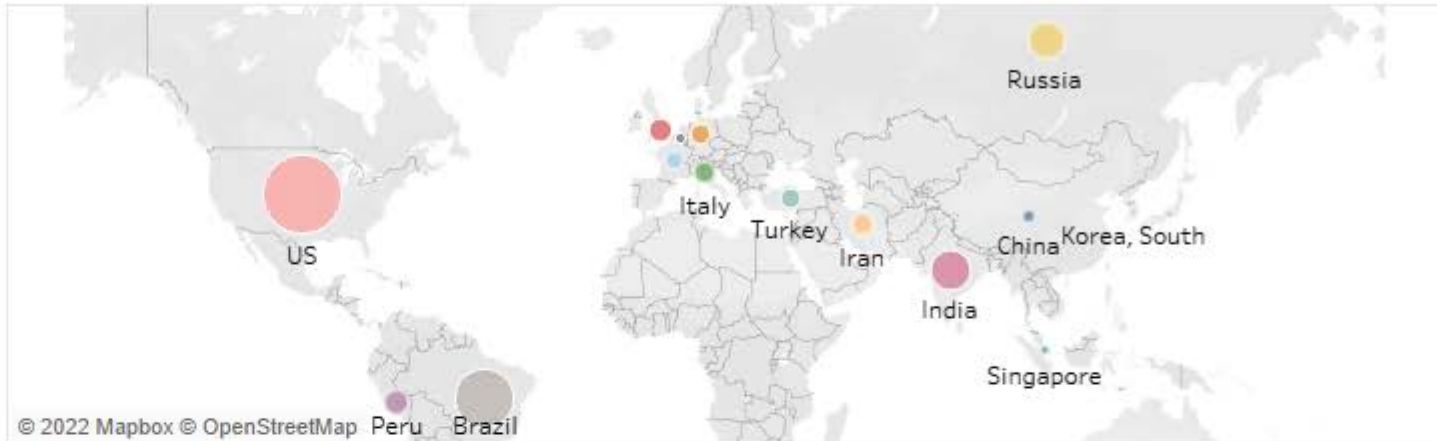 Russia
Italy
Turkey
Iran
China
Korea, South
US
India
Singapore
Peru
Brazil
© 2022 Mapbox © OpenStreetMap